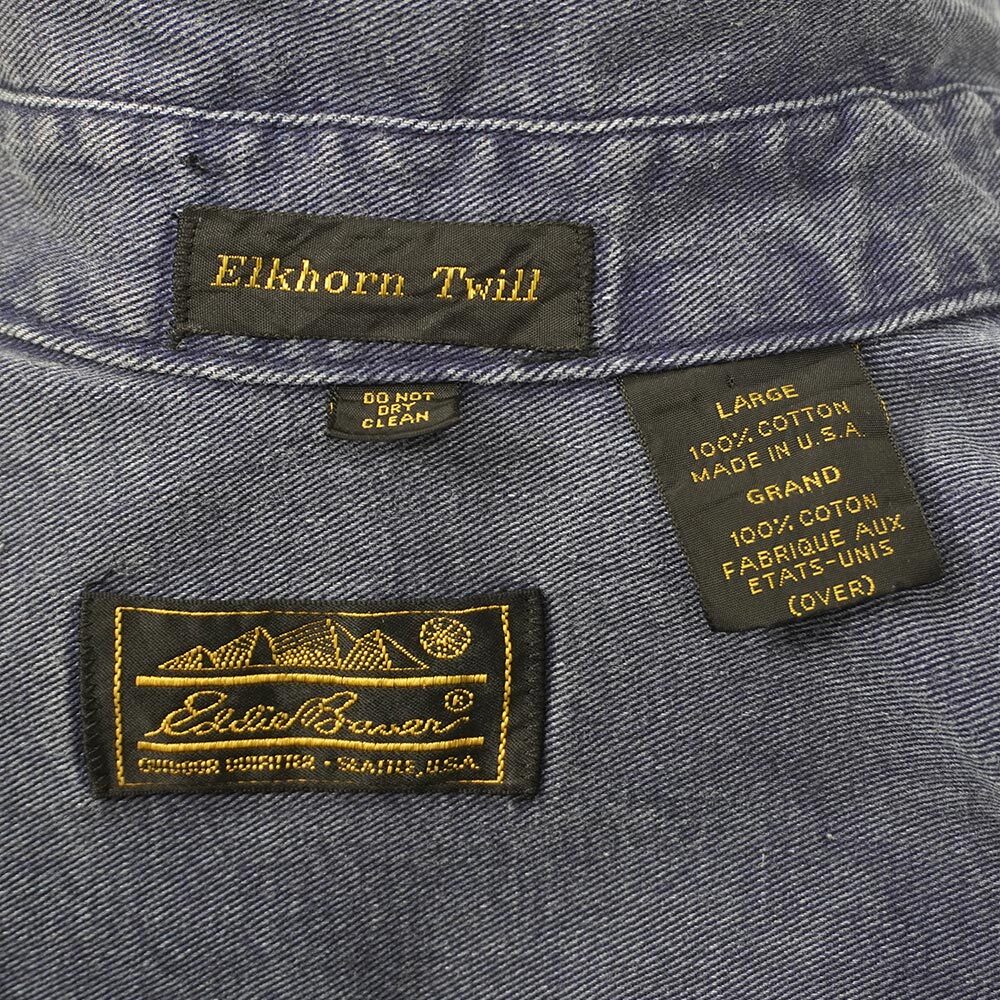 Elkhorn Twill
DO NOT
DRY
CLEAN
LARGE
100% COTTON
MADE IN U.S.A.
GRAND
100% COTON
FABRIQUE AUX
ETATS-UNIS
(OVER)
Eddie Bauer®
OUTDOOR OUTFITTER • SEATTLE, U.S.A.